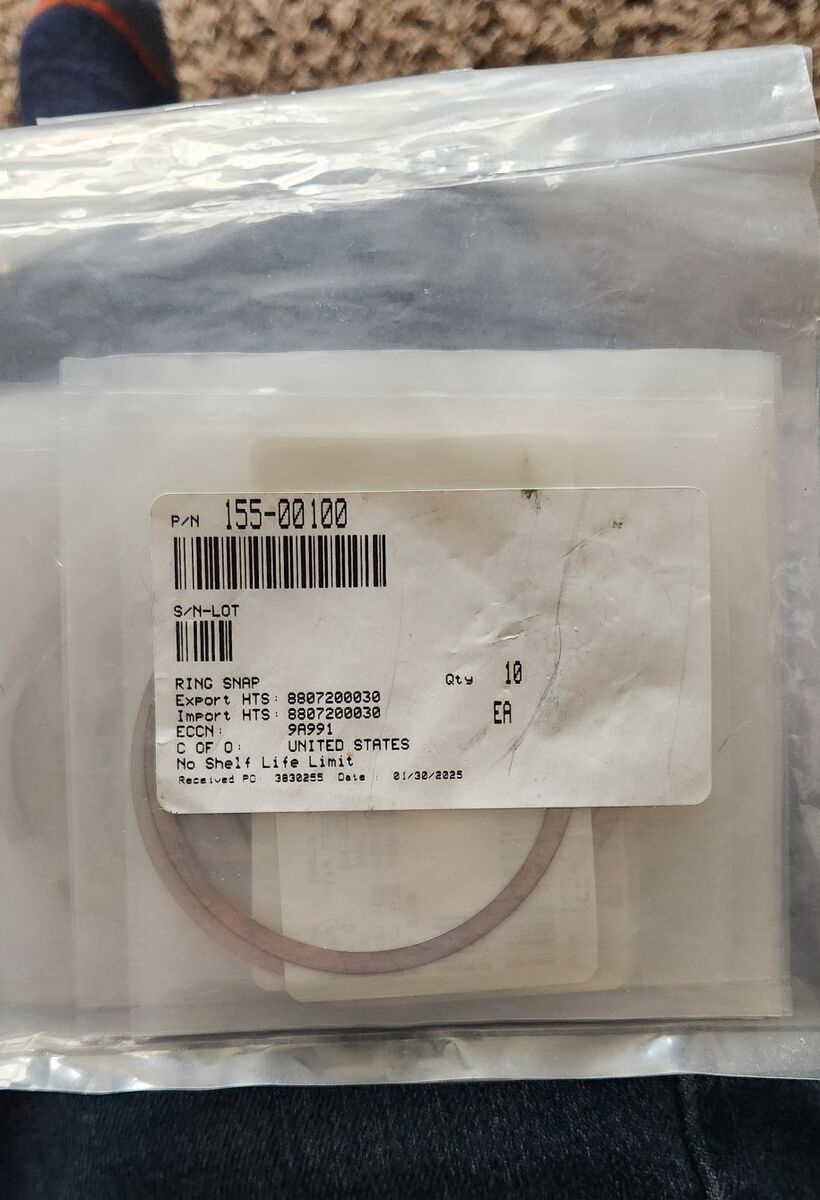 P/N 155-00100
S/N-LOT
RING SNAP Qty 10
Export HTS: 8807200030
Import HTS: 8807200030 EA
ECCN: 9A991
C OF O: UNITED STATES
No Shelf Life Limit
Received PO: 3830255 Date : 01/30/2025